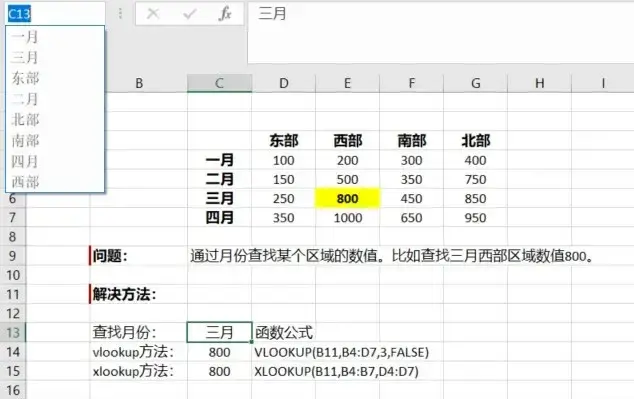 C13
fx
三月
一月
三月
东部
二月
北部
南部
四月
西部
B C D E F G H I
东部 西部 南部 北部
一月 100 200 300 400
二月 150 500 350 750
6 三月 250 800 450 850
7 四月 350 1000 650 950
8
9 问题： 通过月份查找某个区域的数值。比如查找三月西部区域数值800。
10
11 解决方法：
12
13 查找月份： 三月 函数公式
14 vlookup方法： 800 VLOOKUP(B11,B4:D7,3,FALSE)
15 xlookup方法： 800 XLOOKUP(B11,B4:B7,D4:D7)
16